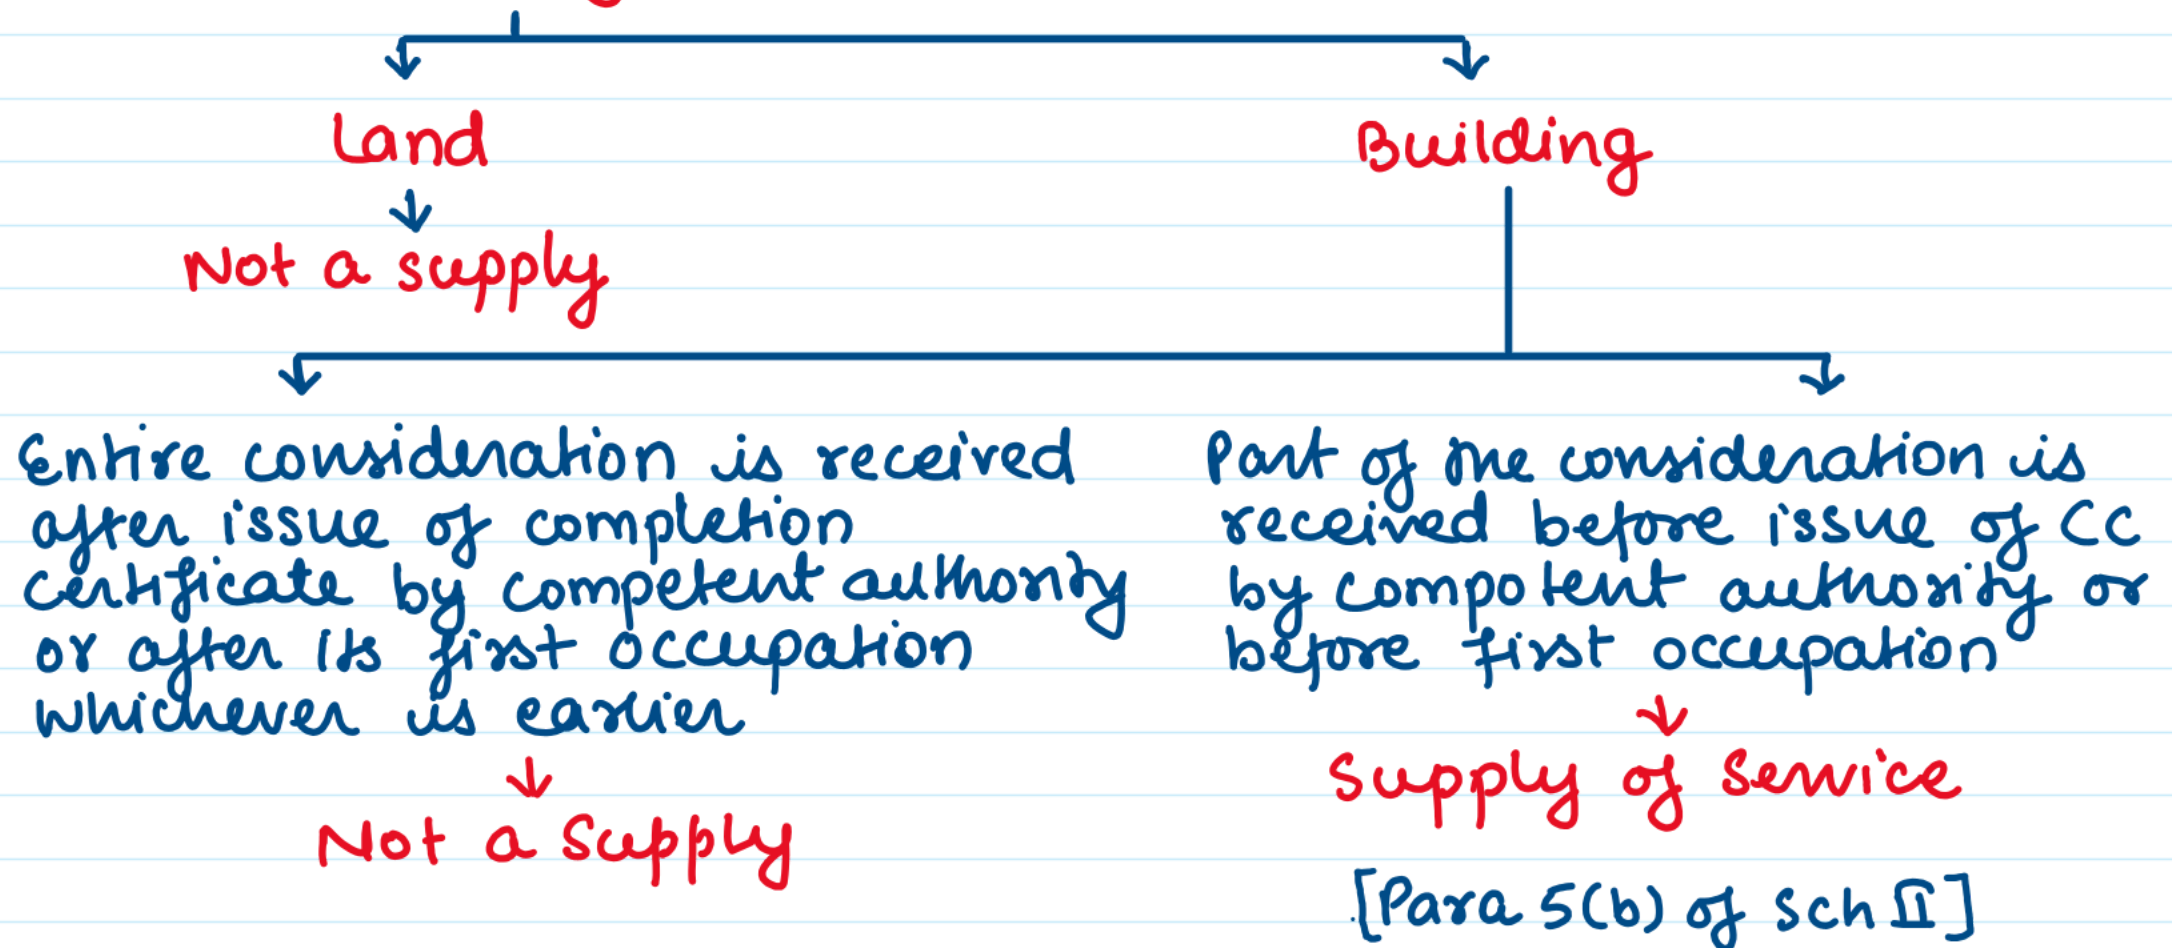 Land
Building
Not a supply
Entire consideration is received
after issue of completion
certificate by competent authority
or after its first occupation
whichever is earlier
Not a Supply
Part of the consideration is
received before issue of CC
by compotent authority or
before first occupation
Supply of Service
[Para 5(b) of Sch II]